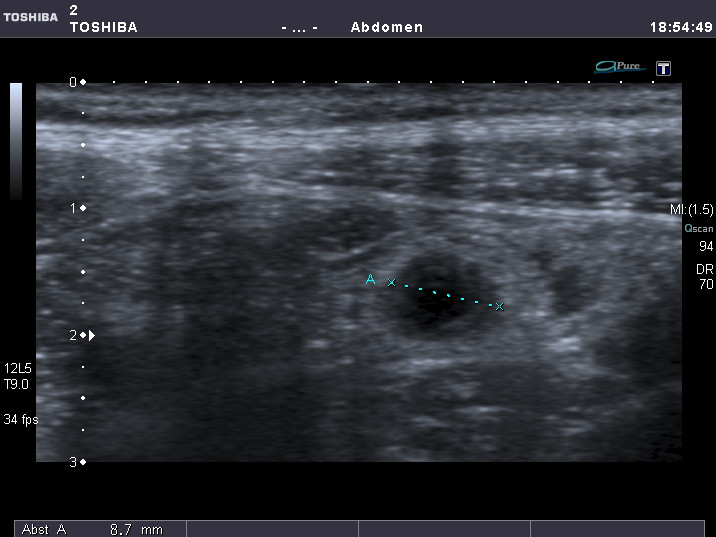 TOSHIBA
2
TOSHIBA - ... - Abdomen 18:54:49
Pure T
0
1
MI:(1.5)
Qscan
94
DR
70
A
2
12L5
T9.0
34 fps
3
Abst A 8.7 mm